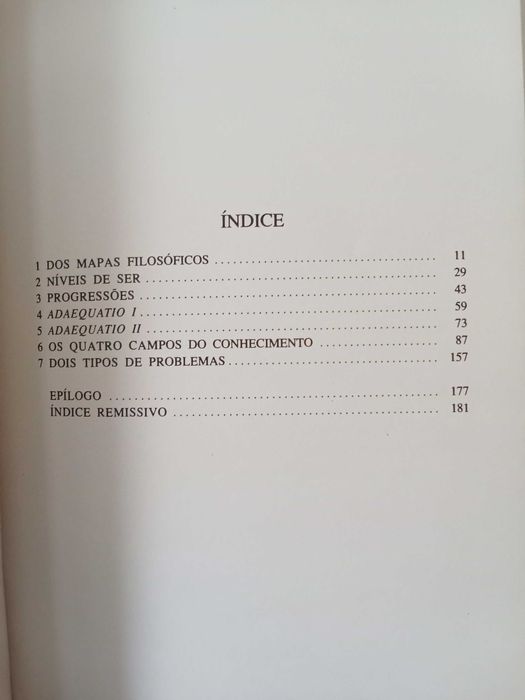 ÍNDICE
1 DOS MAPAS FILOSÓFICOS ..................................... 11
2 NÍVEIS DE SER ................................................ 29
3 PROGRESSÕES ................................................. 43
4 ADAEQUATIO I ................................................. 59
5 ADAEQUATIO II ................................................ 73
6 OS QUATRO CAMPOS DO CONHECIMENTO .................... 87
7 DOIS TIPOS DE PROBLEMAS .................................. 157
EPÍLOGO ...................................................... 177
ÍNDICE REMISSIVO ........................................... 181